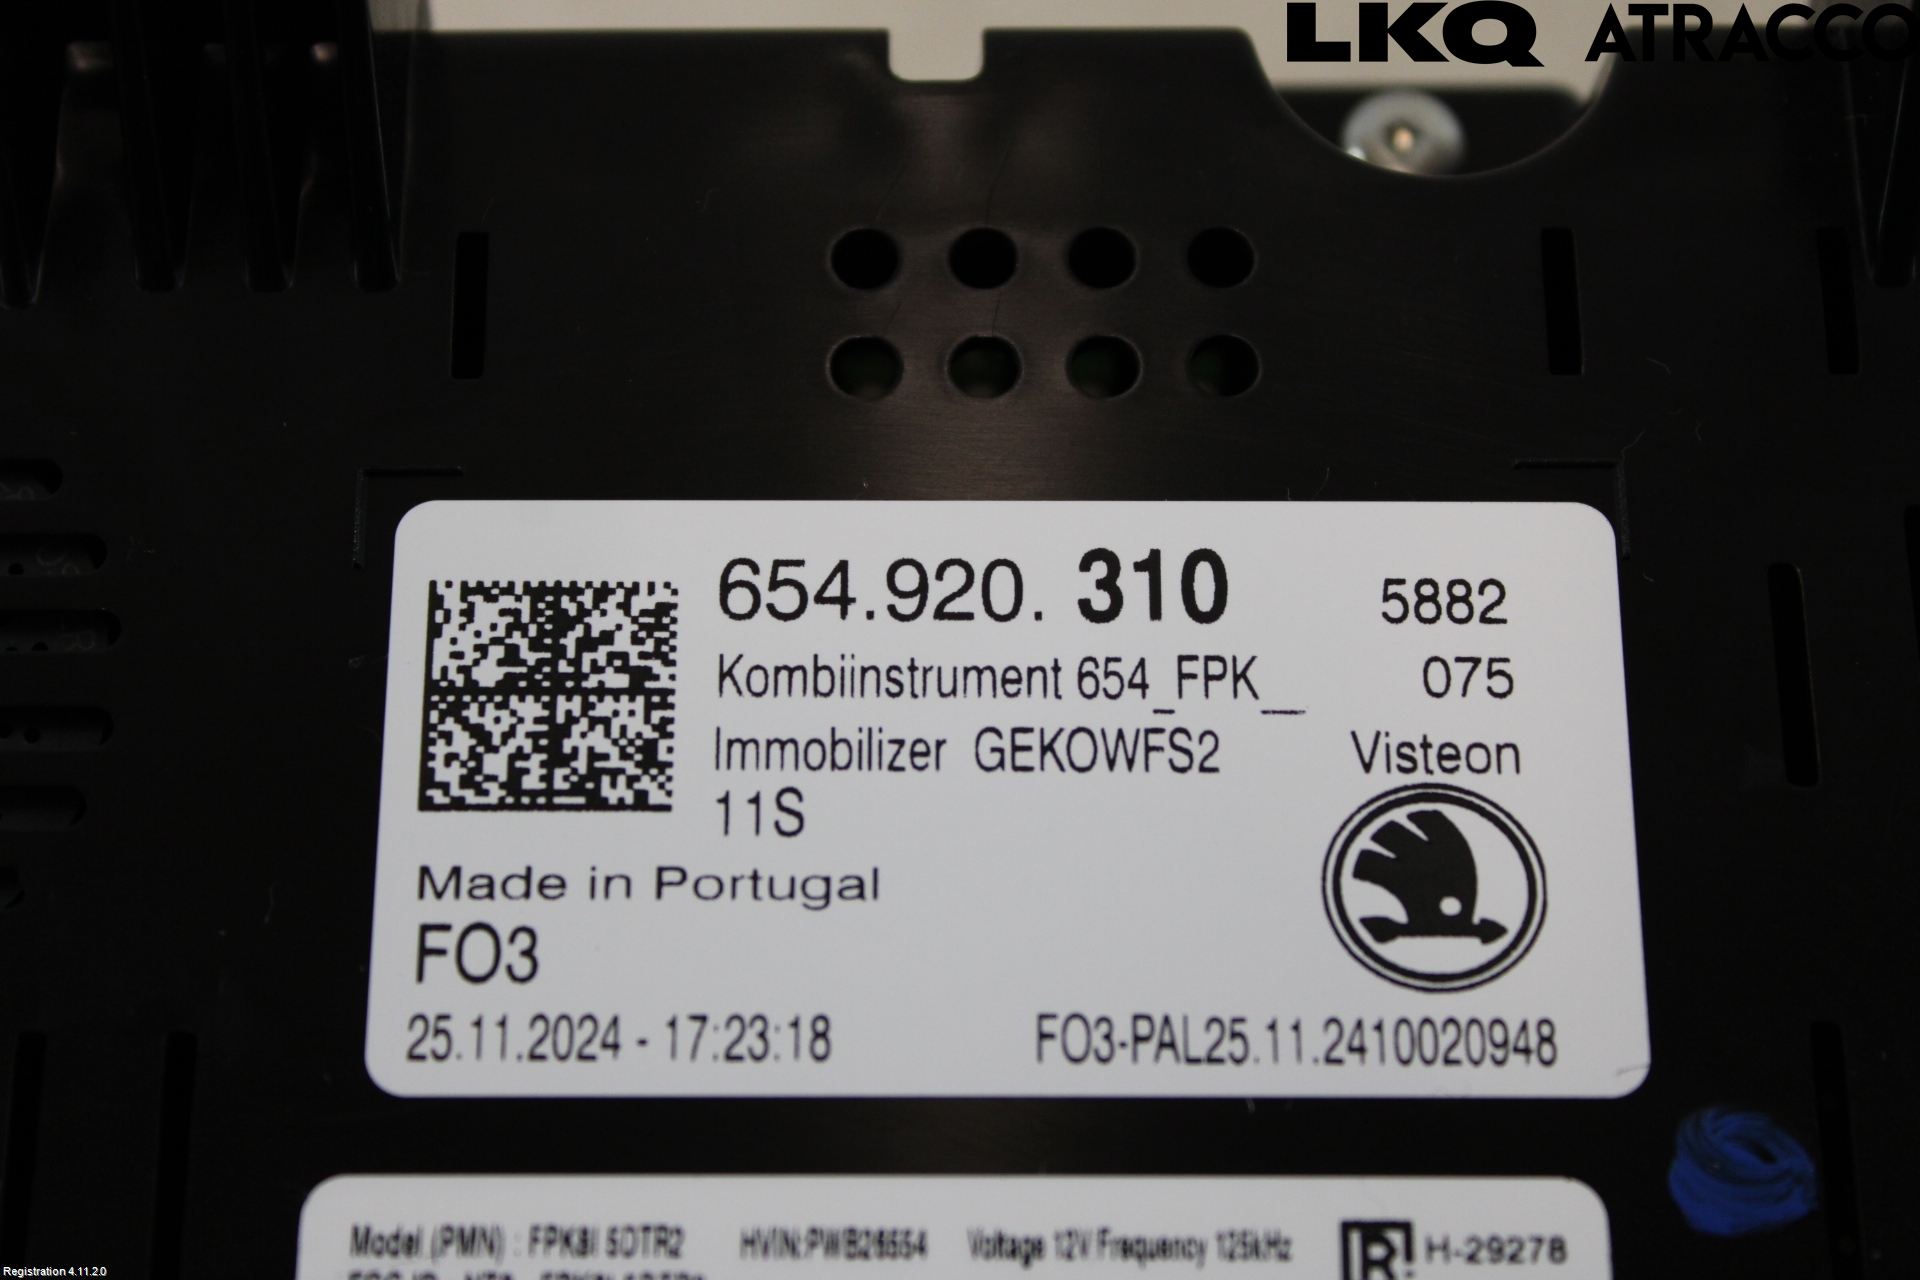 LKQ ATRACCO
654.920. 310 5882
Kombiinstrument 654_FPK__ 075
Immobilizer GEKOWFS2 Visteon
11S
Made in Portugal
FO3
25.11.2024 - 17:23:18 FO3-PAL25.11.2410020948
Model (PMN) : FPK8I 5DTR2 HVIN:PWB26554 Voltage 12V Frequency 125kHz R H-29278
Registration 4.11.2.0